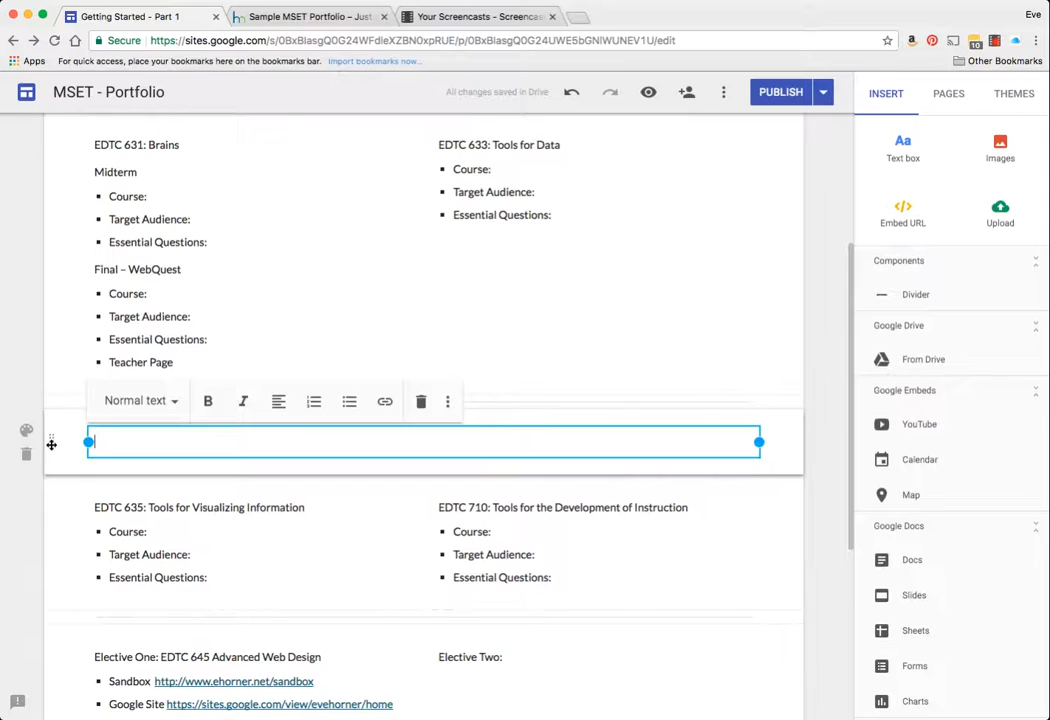 Getting Started - Part 1
Sample MSET Portfolio – Just
Your Screencasts - Screencas
Eve
Secure
https://sites.google.com/s/0BxBlasgQ0G24WFdleXZBN0xpRUE/p/0BxBlasgQ0G24UWE5bGNlWUNEV1U/edit
10
Apps
For quick access, place your bookmarks here on the bookmarks bar. Import bookmarks now...
Other Bookmarks
MSET - Portfolio
All changes saved in Drive
PUBLISH
INSERT
PAGES
THEMES
EDTC 631: Brains
Midterm
Course:
Target Audience:
Essential Questions:
Final – WebQuest
Course:
Target Audience:
Essential Questions:
Teacher Page
EDTC 633: Tools for Data
Course:
Target Audience:
Essential Questions:
Normal text
B
I
EDTC 635: Tools for Visualizing Information
Course:
Target Audience:
Essential Questions:
EDTC 710: Tools for the Development of Instruction
Course:
Target Audience:
Essential Questions:
Elective One: EDTC 645 Advanced Web Design
Sandbox http://www.ehorner.net/sandbox
Google Site https://sites.google.com/view/evehorner/home
Elective Two:
Aa
Text box
Images
Embed URL
Upload
Components
Divider
Google Drive
From Drive
Google Embeds
YouTube
Calendar
Map
Google Docs
Docs
Slides
Sheets
Forms
Charts